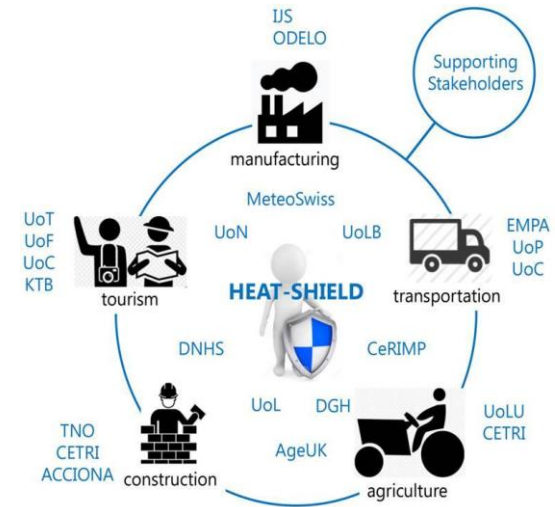 IJS
ODELO
Supporting
Stakeholders
manufacturing
MeteoSwiss
UoT
UoF
UoC
KTB
UoN
UoLB
EMPA
UoP
UoC
tourism
HEAT-SHIELD
transportation
DNHS
CeRIMP
UoL
DGH
UoLU
CETRI
TNO
CETRI
ACCIONA
AgeUK
construction
agriculture